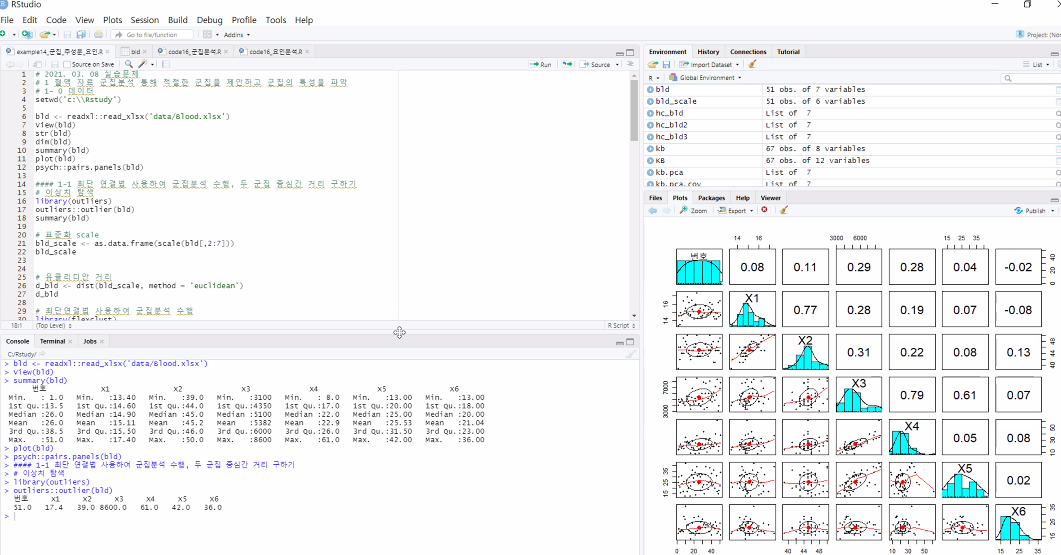 RStudio
File Edit Code View Plots Session Build Debug Profile Tools Help
Go to file/function Addins Project: (Non
example14_군집,주성분,요인.R bld code16_군집분석.R code16_요인분석.R
Source on Save Run Source
1 # 2021. 03. 08 실습문제
2 # 1 혈액 자료 군집분석 통해 적절한 군집을 제안하고 군집의 특성을 파악
3 # 1- 0 데이터
4 setwd('c:\\Rstudy')
5
6 bld <- readxl::read_xlsx('data/Blood.xlsx')
7 View(bld)
8 str(bld)
9 dim(bld)
10 summary(bld)
11 plot(bld)
12 psych::pairs.panels(bld)
13
14 #### 1-1 최단 연결법 사용하여 군집분석 수행, 두 군집 중심간 거리 구하기
15 # 이상치 탐색
16 library(outliers)
17 outliers::outlier(bld)
18 summary(bld)
19
20 # 표준화 scale
21 bld_scale <- as.data.frame(scale(bld[,2:7]))
22 bld_scale
23
24
25 # 유클리디안 거리
26 d_bld <- dist(bld_scale, method = 'euclidean')
27 d_bld
28
29 # 최단연결법 사용하여 군집분석 수행
30 library(flexclust)
18:1 (Top Level) R Script
Console Terminal Jobs
C:/Rstudy/
> bld <- readxl::read_xlsx('data/Blood.xlsx')
> View(bld)
> summary(bld)
번호 X1 X2 X3 X4 X5 X6
Min. : 1.0 Min. :13.40 Min. :39.0 Min. :3100 Min. : 8.0 Min. :13.00 Min. :13.00
1st Qu.:13.5 1st Qu.:14.60 1st Qu.:44.0 1st Qu.:4350 1st Qu.:17.0 1st Qu.:20.00 1st Qu.:18.00
Median :26.0 Median :14.90 Median :45.0 Median :5100 Median :22.0 Median :25.00 Median :20.00
Mean :26.0 Mean :15.11 Mean :45.2 Mean :5382 Mean :22.9 Mean :25.53 Mean :21.04
3rd Qu.:38.5 3rd Qu.:15.50 3rd Qu.:46.0 3rd Qu.:6000 3rd Qu.:26.0 3rd Qu.:31.50 3rd Qu.:23.00
Max. :51.0 Max. :17.40 Max. :50.0 Max. :8600 Max. :61.0 Max. :42.00 Max. :36.00
> plot(bld)
> psych::pairs.panels(bld)
> #### 1-1 최단 연결법 사용하여 군집분석 수행, 두 군집 중심간 거리 구하기
> # 이상치 탐색
> library(outliers)
> outliers::outlier(bld)
번호 X1 X2 X3 X4 X5 X6
51.0 17.4 39.0 8600.0 61.0 42.0 36.0
>
Environment History Connections Tutorial
Import Dataset List
R Global Environment
bld 51 obs. of 7 variables
bld_scale 51 obs. of 6 variables
hc_bld List of 7
hc_bld2 List of 7
hc_bld3 List of 7
kb 67 obs. of 8 variables
KB 67 obs. of 12 variables
kb.pca List of 7
kb.pca.cov List of 7
Files Plots Packages Help Viewer
Zoom Export Publish
14 16 3000 6000 15 25 35
번호 0.08 0.11 0.29 0.28 0.04 -0.02 0 20 40
14 16 X1 0.77 0.28 0.19 0.07 -0.08
X2 0.31 0.22 0.08 0.13 40 44 48
3000 7000 X3 0.79 0.61 0.07
X4 0.05 0.08 10 30 50
15 25 35 X5 0.02
X6 15 25 35
0 20 40 40 44 48 10 30 50 15 25 35